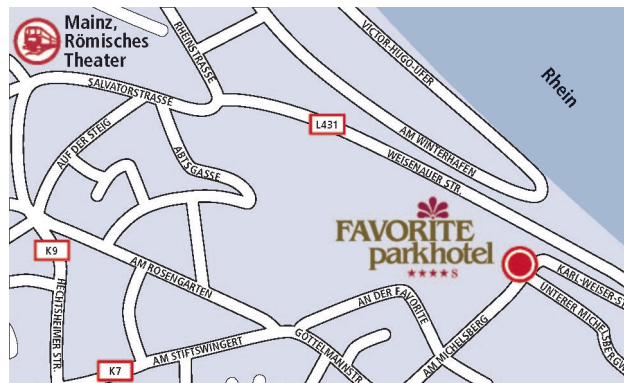 Mainz,
Römisches
Theater
RHEINSTRASSE
VICTOR-HUGO-UFER
Rhein
SALVATORSTRASSE
L431
AM WINTERHAFEN
AUF DER STEIG
ABTSGASSE
WEISENAUER STR.
FAVORITE
parkhotel
S
K9
AM ROSENGARTEN
HECHTSHEIMER STR.
KARL-WEISER-ST
UNTERER MICHELSBERG
AN DER FAVORITE
K7
AM STIFTSWINGERT
GÖTTELMANNSTR.
AM MICHELSBERG